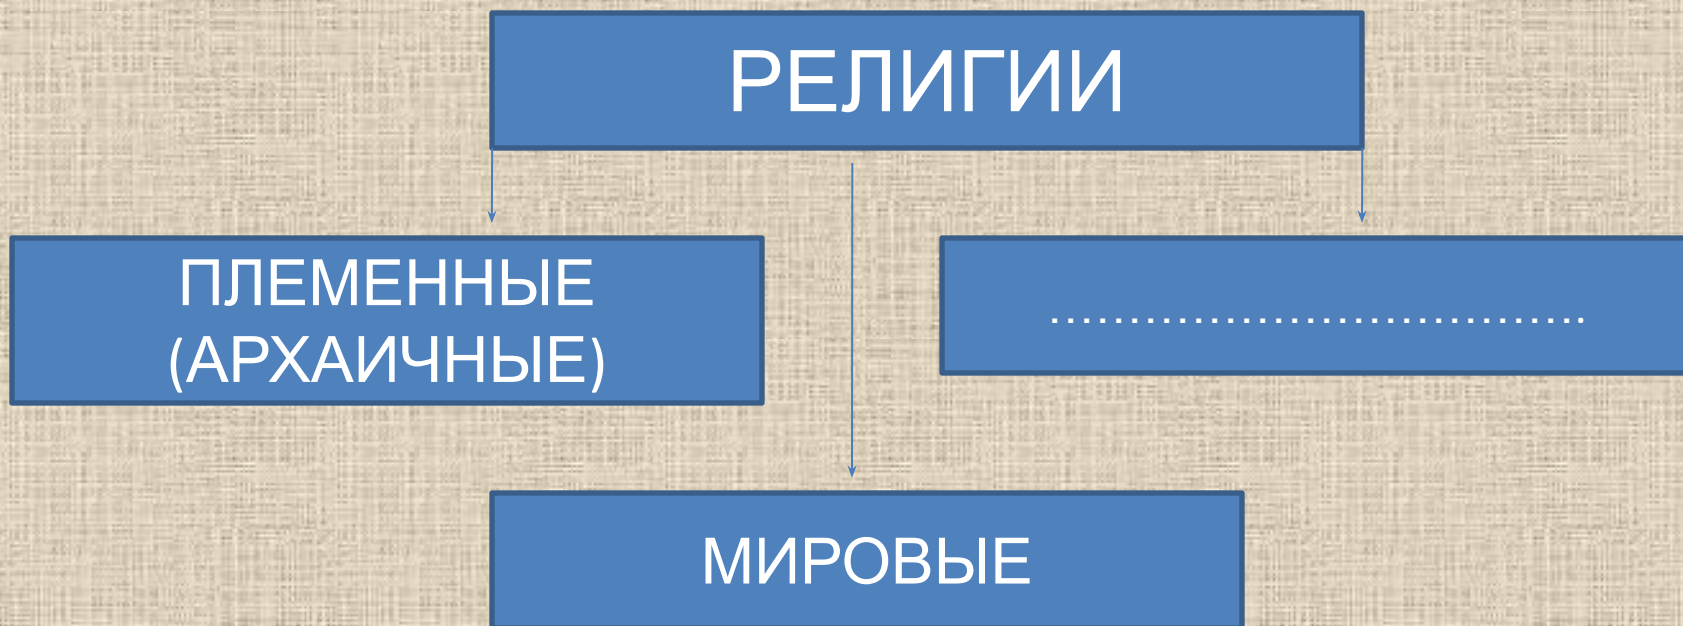 РЕЛИГИИ
ПЛЕМЕННЫЕ
(АРХАИЧНЫЕ)
……………………………..
МИРОВЫЕ